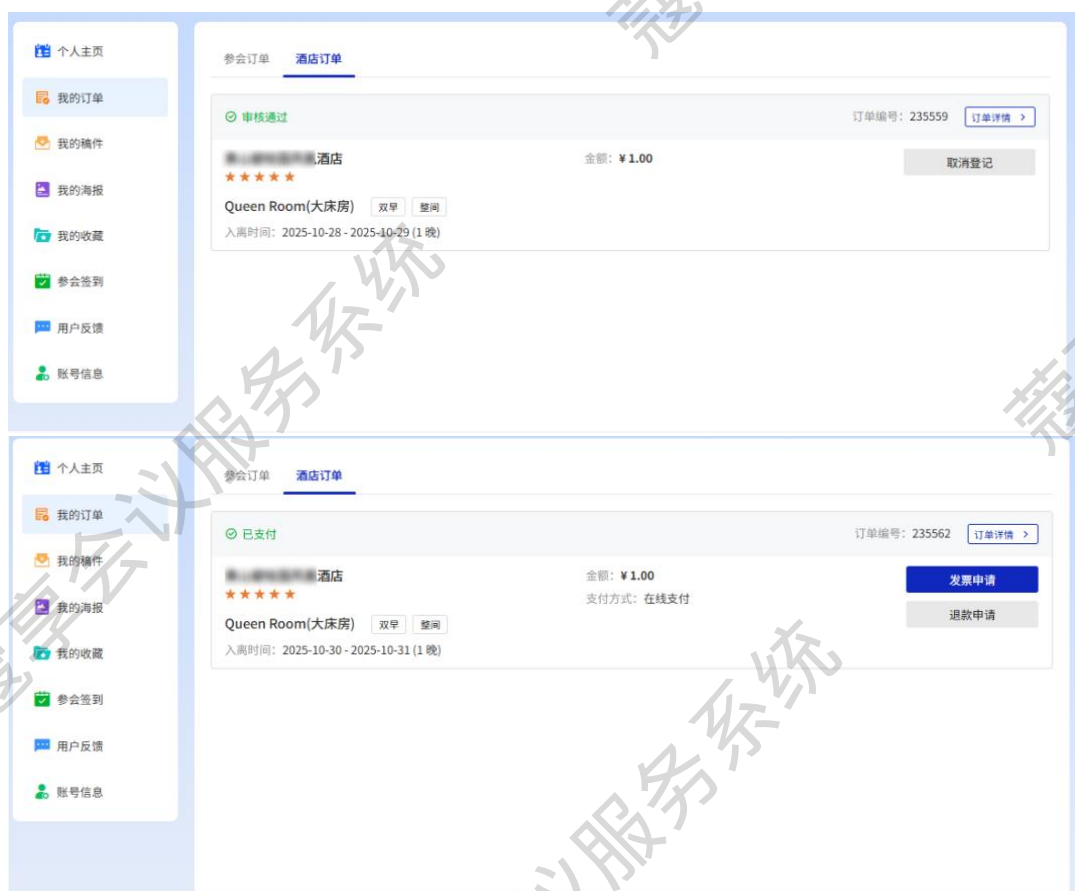 个人主页
我的订单
我的稿件
我的海报
我的收藏
参会签到
用户反馈
账号信息
参会订单 酒店订单
审核通过 订单编号：235559 订单详情 >
酒店 金额：¥1.00 取消登记
Queen Room(大床房) 双早 整间
入离时间：2025-10-28 - 2025-10-29 (1 晚)
个人主页
我的订单
我的稿件
我的海报
我的收藏
参会签到
用户反馈
账号信息
参会订单 酒店订单
已支付 订单编号：235562 订单详情 >
酒店 金额：¥1.00 发票申请
支付方式：在线支付 退款申请
Queen Room(大床房) 双早 整间
入离时间：2025-10-30 - 2025-10-31 (1 晚)
享会议服务系统
议服务系统
蔻
蔻